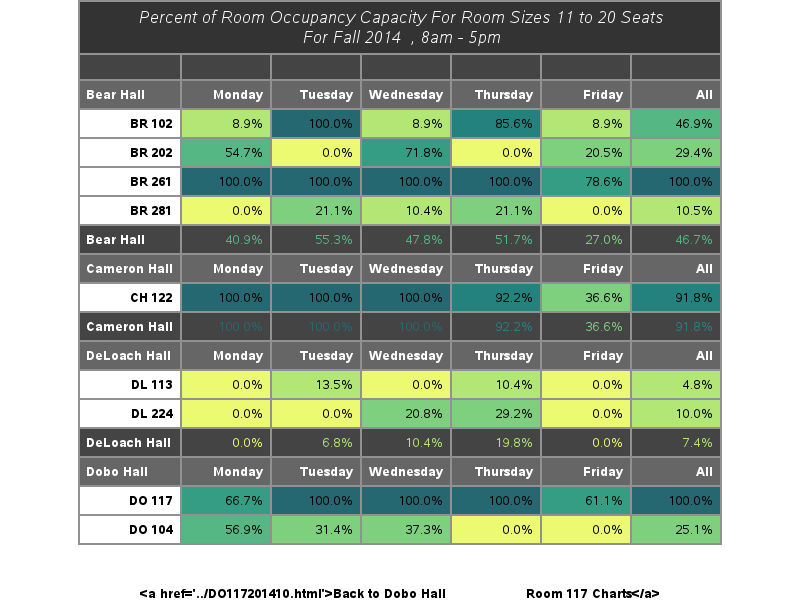 Percent of Room Occupancy Capacity For Room Sizes 11 to 20 Seats
For Fall 2014 , 8am - 5pm
Bear Hall Monday Tuesday Wednesday Thursday Friday All
BR 102 8.9% 100.0% 8.9% 85.6% 8.9% 46.9%
BR 202 54.7% 0.0% 71.8% 0.0% 20.5% 29.4%
BR 261 100.0% 100.0% 100.0% 100.0% 78.6% 100.0%
BR 281 0.0% 21.1% 10.4% 21.1% 0.0% 10.5%
Bear Hall 40.9% 55.3% 47.8% 51.7% 27.0% 46.7%
Cameron Hall Monday Tuesday Wednesday Thursday Friday All
CH 122 100.0% 100.0% 100.0% 92.2% 36.6% 91.8%
Cameron Hall 100.0% 100.0% 100.0% 92.2% 36.6% 91.8%
DeLoach Hall Monday Tuesday Wednesday Thursday Friday All
DL 113 0.0% 13.5% 0.0% 10.4% 0.0% 4.8%
DL 224 0.0% 0.0% 20.8% 29.2% 0.0% 10.0%
DeLoach Hall 0.0% 6.8% 10.4% 19.8% 0.0% 7.4%
Dobo Hall Monday Tuesday Wednesday Thursday Friday All
DO 117 66.7% 100.0% 100.0% 100.0% 61.1% 100.0%
DO 104 56.9% 31.4% 37.3% 0.0% 0.0% 25.1%
<a href='../DO117201410.html'>Back to Dobo Hall Room 117 Charts</a>